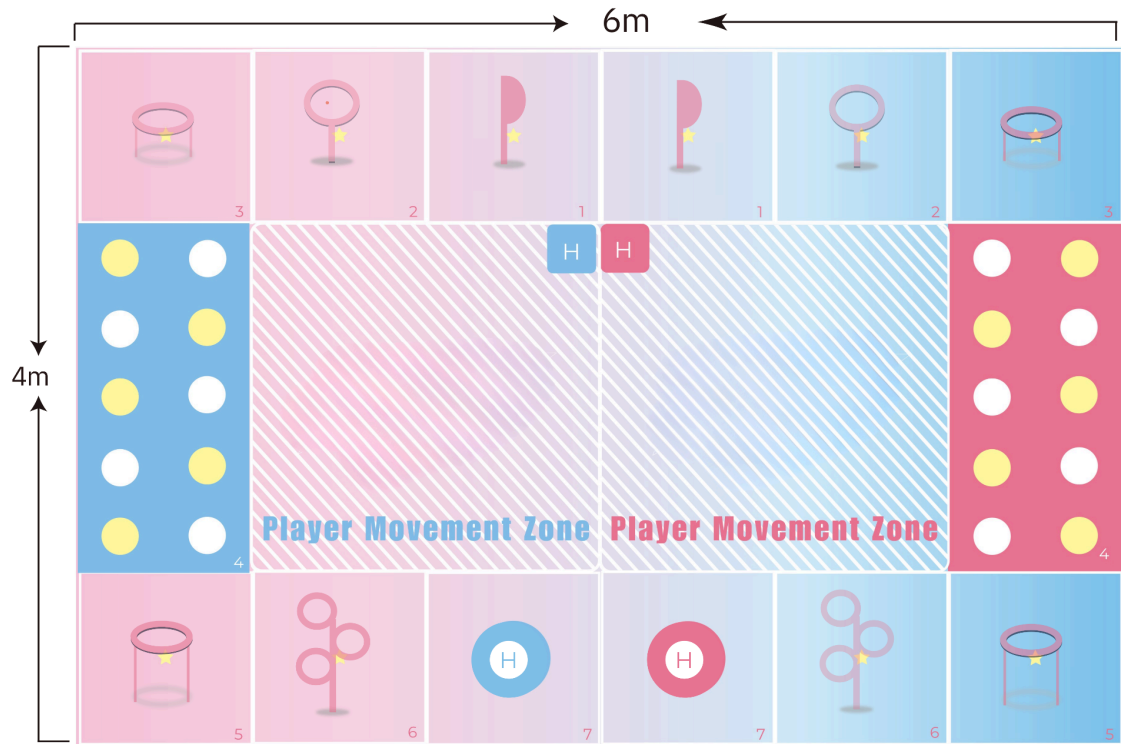 6m
3 2 1 1 2 3
H H
4m
Player Movement Zone Player Movement Zone
4 4
H H
5 6 7 7 6 5